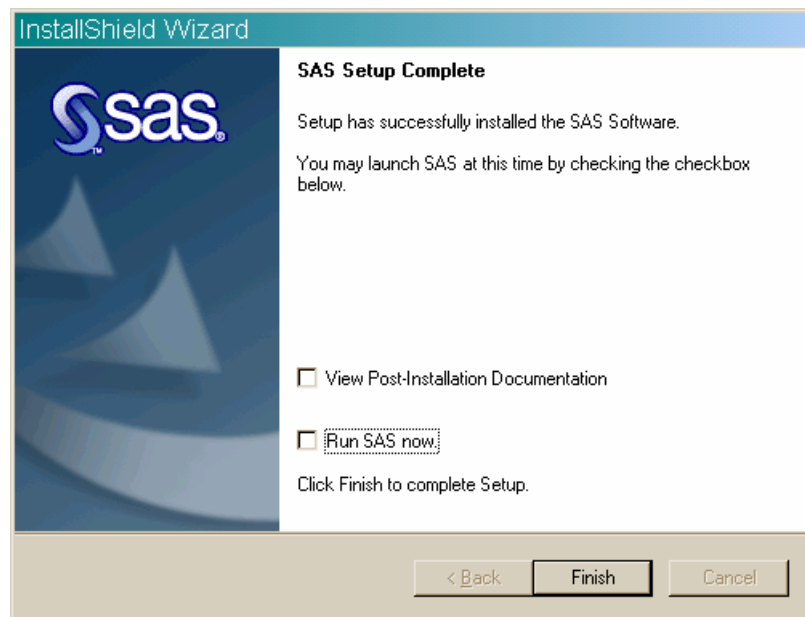 InstallShield Wizard
sas®
TM
SAS Setup Complete
Setup has successfully installed the SAS Software.
You may launch SAS at this time by checking the checkbox
below.
View Post-Installation Documentation
Run SAS now.
Click Finish to complete Setup.
< Back
Finish
Cancel